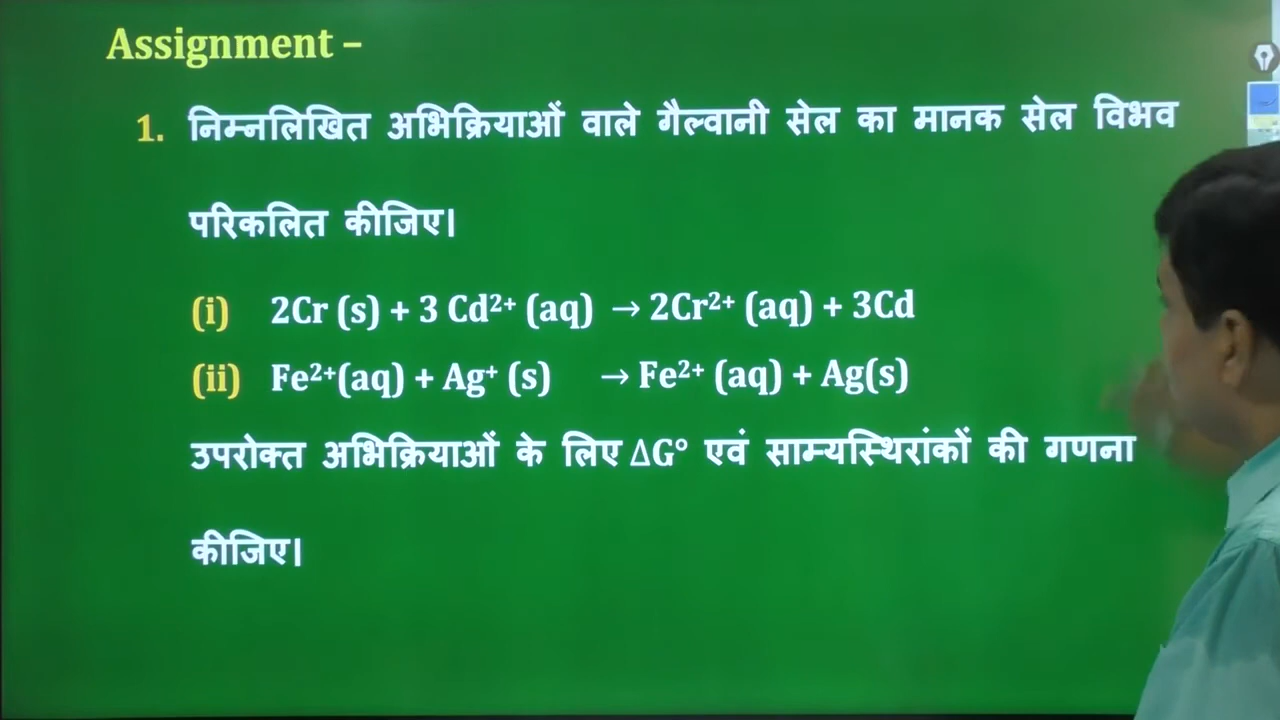 Assignment –
1. निम्नलिखित अभिक्रियाओं वाले गैल्वानी सेल का मानक सेल विभव
परिकलित कीजिए।
(i) 2Cr (s) + 3 Cd²⁺ (aq) → 2Cr²⁺ (aq) + 3Cd
(ii) Fe²⁺(aq) + Ag⁺ (s) → Fe²⁺ (aq) + Ag(s)
उपरोक्त अभिक्रियाओं के लिए ΔG° एवं साम्यस्थिरांकों की गणना
कीजिए।